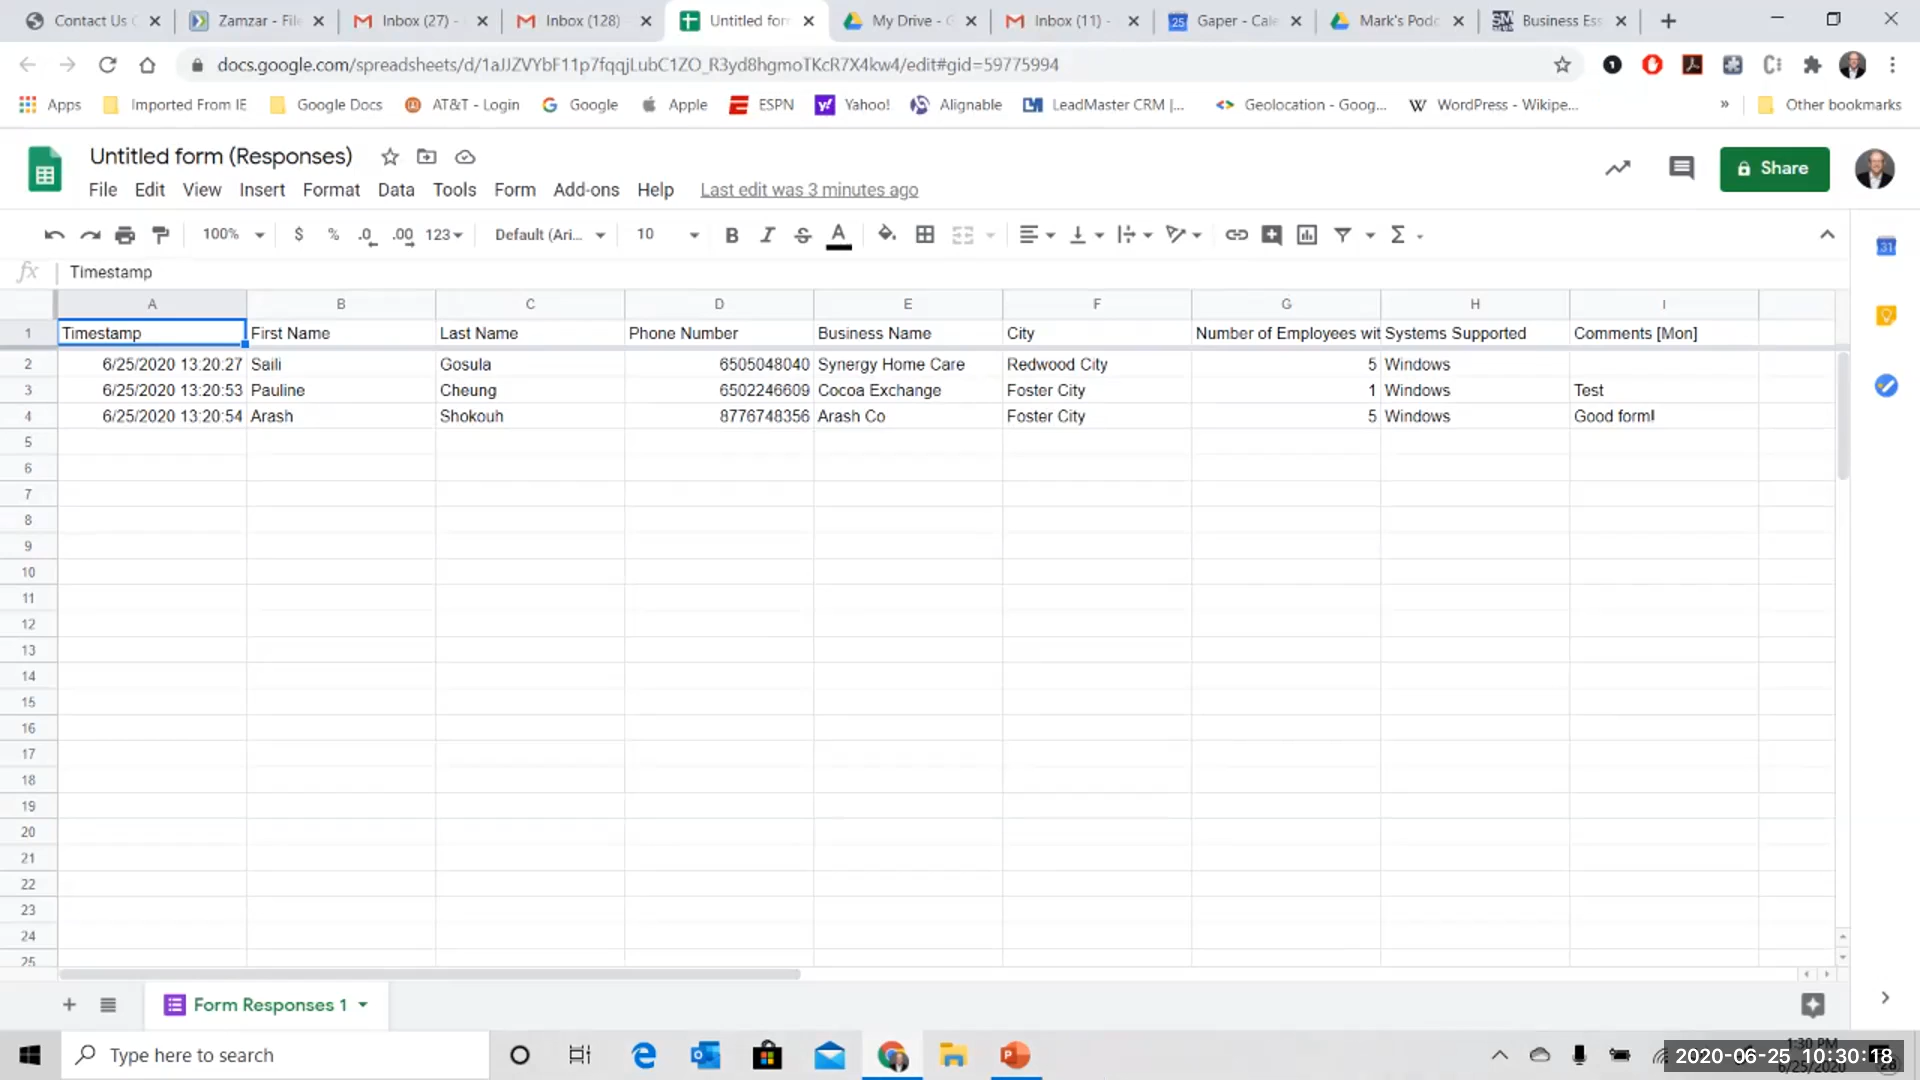 Contact Us
Zamzar - File
Inbox (27) -
Inbox (128)
Untitled for
My Drive - G
Inbox (11) -
Gaper - Cale
Mark's Podc
Business Ess
docs.google.com/spreadsheets/d/1aJJZVYbF11p7fqqjLubC1ZO_R3yd8hgmoTKcR7X4kw4/edit#gid=59775994
Apps
Imported From IE
Google Docs
AT&T - Login
Google
Apple
ESPN
Yahoo!
Alignable
LeadMaster CRM |...
Geolocation - Goog...
WordPress - Wikipe...
»
Other bookmarks
Untitled form (Responses)
Share
File Edit View Insert Format Data Tools Form Add-ons Help Last edit was 3 minutes ago
100% $ % .0 .00 123 Default (Ari... 10 B I S A Σ
31
fx Timestamp
A B C D E F G H I
1 Timestamp First Name Last Name Phone Number Business Name City Number of Employees wit Systems Supported Comments [Mon]
2 6/25/2020 13:20:27 Saili Gosula 6505048040 Synergy Home Care Redwood City 5 Windows
3 6/25/2020 13:20:53 Pauline Cheung 6502246609 Cocoa Exchange Foster City 1 Windows Test
4 6/25/2020 13:20:54 Arash Shokouh 8776748356 Arash Co Foster City 5 Windows Good form!
5
6
7
8
9
10
11
12
13
14
15
16
17
18
19
20
21
22
23
24
25
Form Responses 1
Type here to search
1:30 PM
2020-06-25 10:30:18
6/25/2020